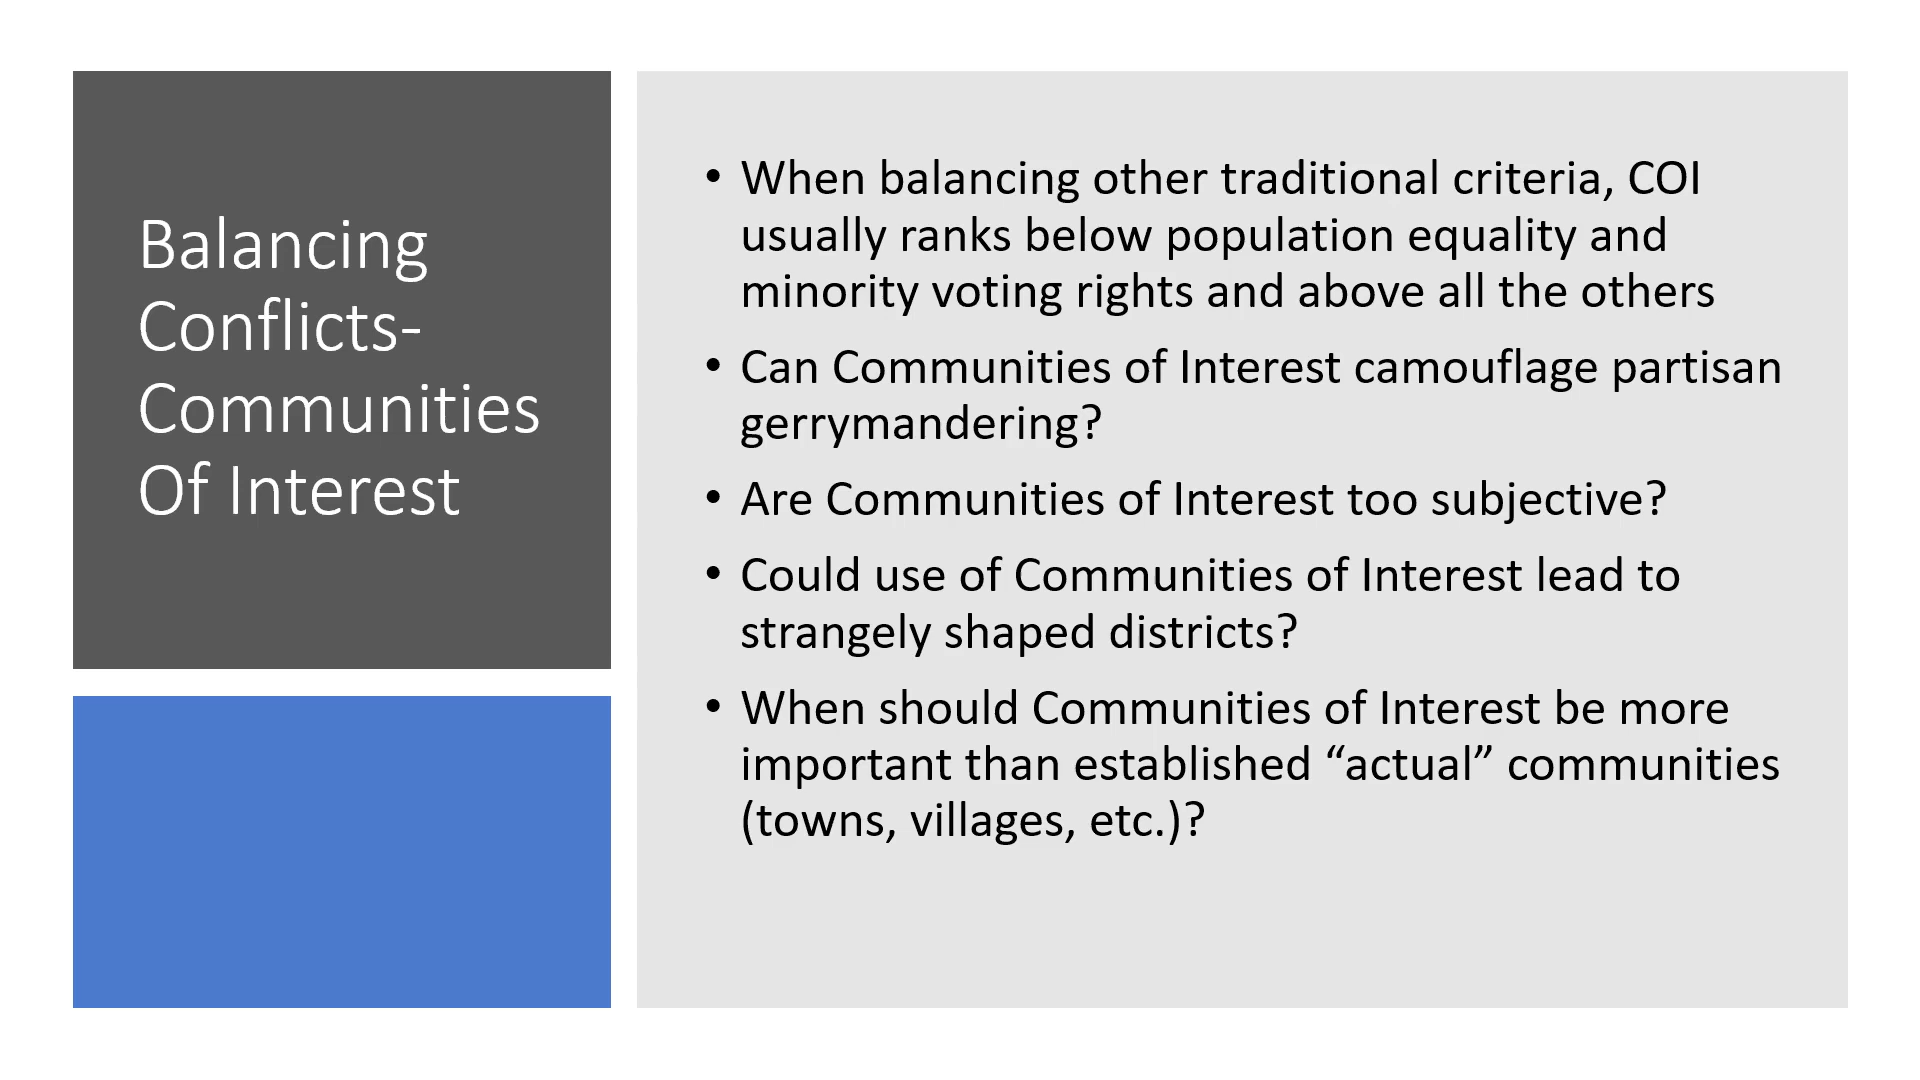 Balancing
Conflicts-
Communities
Of Interest
• When balancing other traditional criteria, COI
usually ranks below population equality and
minority voting rights and above all the others
• Can Communities of Interest camouflage partisan
gerrymandering?
• Are Communities of Interest too subjective?
• Could use of Communities of Interest lead to
strangely shaped districts?
• When should Communities of Interest be more
important than established “actual” communities
(towns, villages, etc.)?